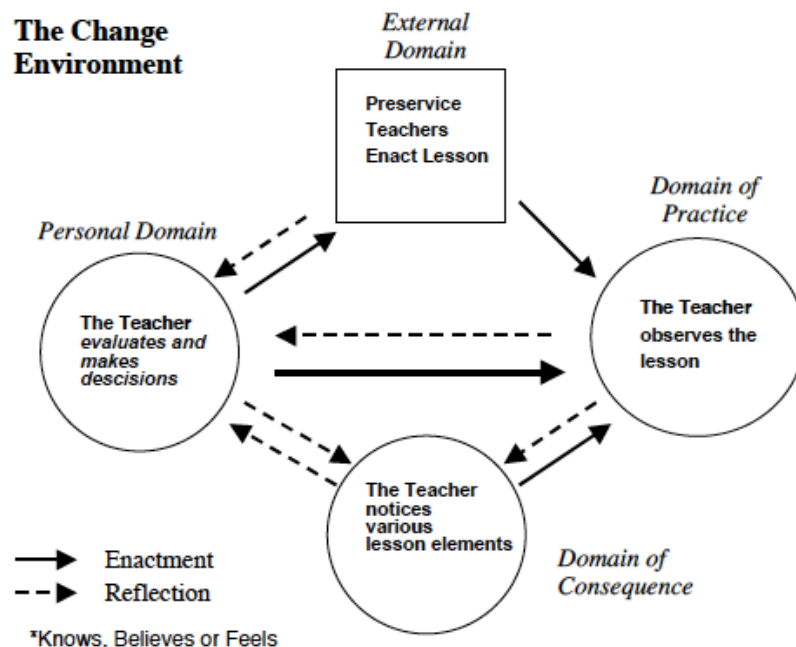 The Change
Environment
External
Domain
Preservice
Teachers
Enact Lesson
Domain of
Practice
Personal Domain
The Teacher
evaluates and
makes
descisions
The Teacher
observes the
lesson
The Teacher
notices
various
lesson elements
Domain of
Consequence
Enactment
Reflection
*Knows, Believes or Feels